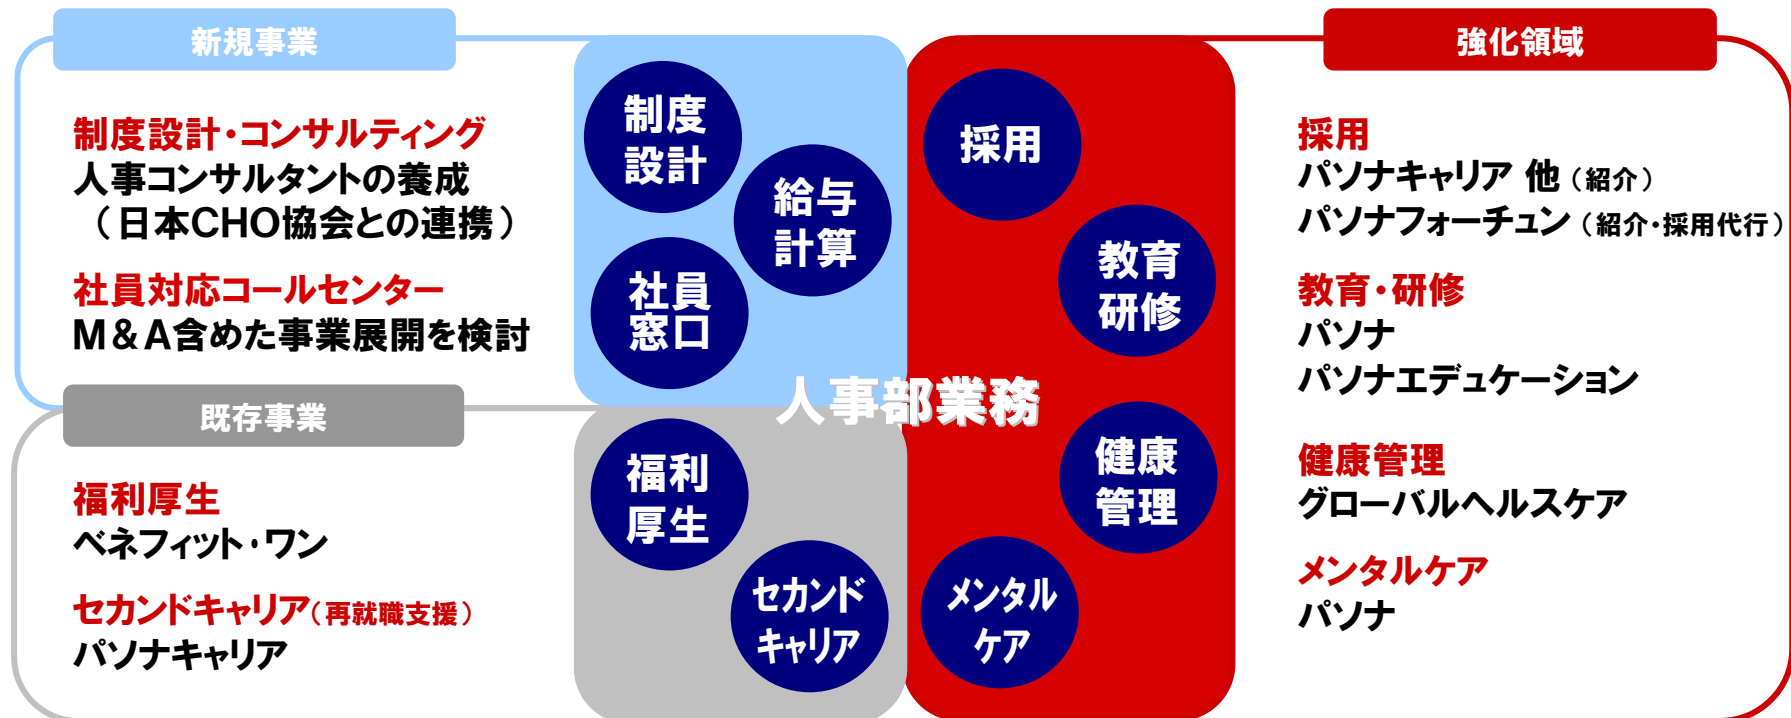 新規事業
制度設計・コンサルティング
人事コンサルタントの養成
（日本CHO協会との連携）
社員対応コールセンター
M＆A含めた事業展開を検討
既存事業
福利厚生
ベネフィット・ワン
セカンドキャリア（再就職支援）
パソナキャリア
制度
設計
給与
計算
社員
窓口
福利
厚生
セカンド
キャリア
人事部業務
採用
教育
研修
健康
管理
メンタル
ケア
強化領域
採用
パソナキャリア 他（紹介）
パソナフォーチュン（紹介・採用代行）
教育・研修
パソナ
パソナエデュケーション
健康管理
グローバルヘルスケア
メンタルケア
パソナ